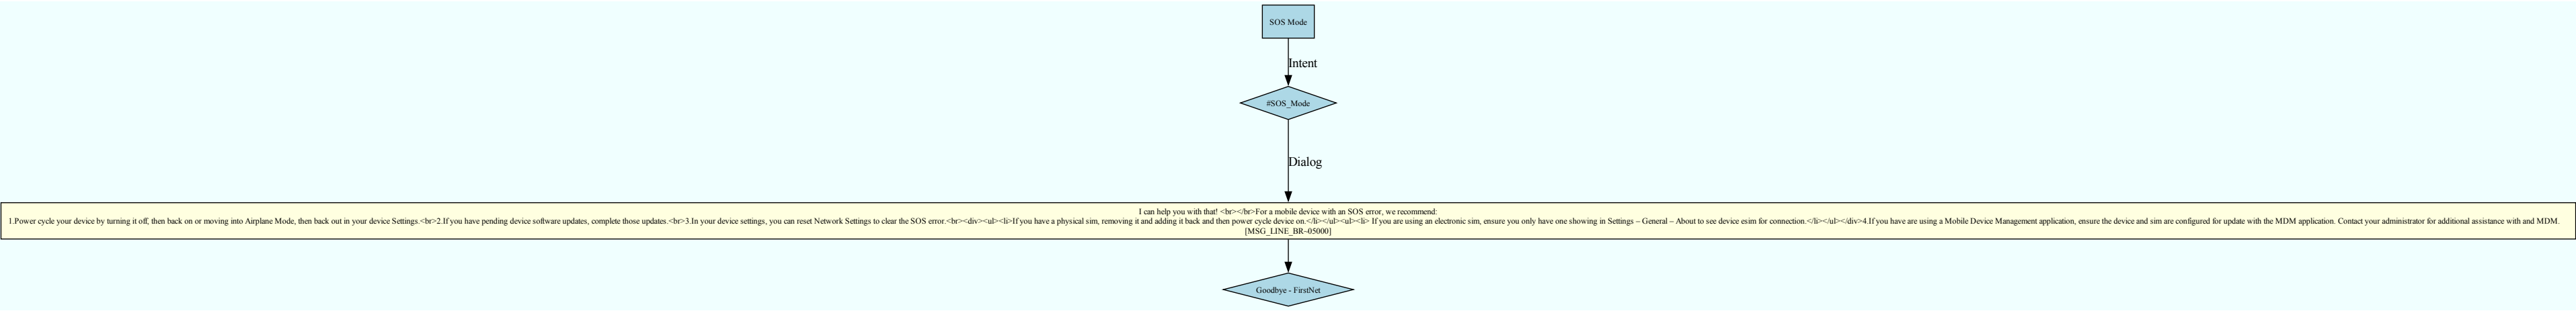 SOS Mode
Intent
#SOS_Mode
Dialog
I can help you with that! <br></br>For a mobile device with an SOS error, we recommend:
1.Power cycle your device by turning it off, then back on or moving into Airplane Mode, then back out in your device Settings.<br>2.If you have pending device software updates, complete those updates.<br>3.In your device settings, you can reset Network Settings to clear the SOS error.<br><div><ul><li>If you have a physical sim, removing it and adding it back and then power cycle device on.</li></ul><ul><li> If you are using an electronic sim, ensure you only have one showing in Settings – General – About to see device esim for connection.</li></ul></div>4.If you have are using a Mobile Device Management application, ensure the device and sim are configured for update with the MDM application. Contact your administrator for additional assistance with and MDM.
[MSG_LINE_BR~05000]
Goodbye - FirstNet